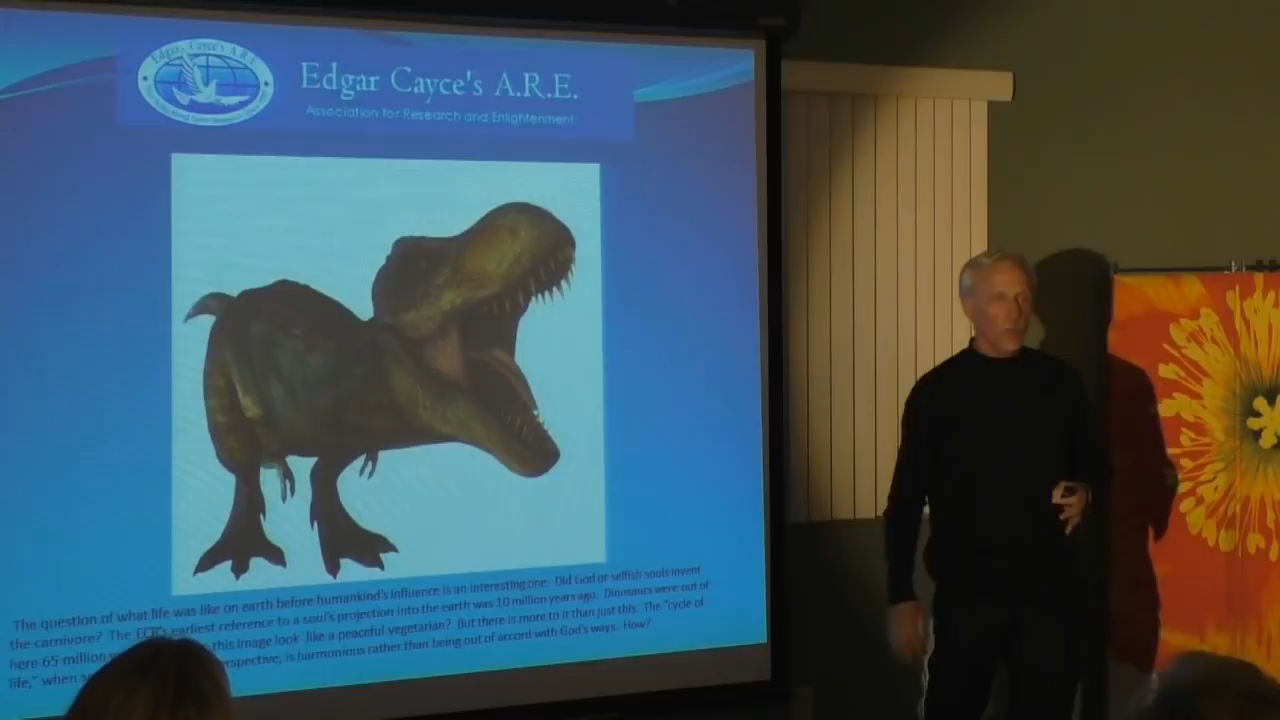 Edgar Cayce's A.R.E.
Edgar Cayce's A.R.E.
Association for Research and Enlightenment
The question of what life was like on earth before humankind's influence is an interesting one. Did God or selfish souls invent
the carnivore? The ECR's earliest reference to a soul's projection into the earth was 10 million years ago. Dinosaurs were out of
here 65 million this image look like a peaceful vegetarian? But there is more to it than just this. The "cycle of
life," when is harmonious rather than being out of accord with God's ways. How?